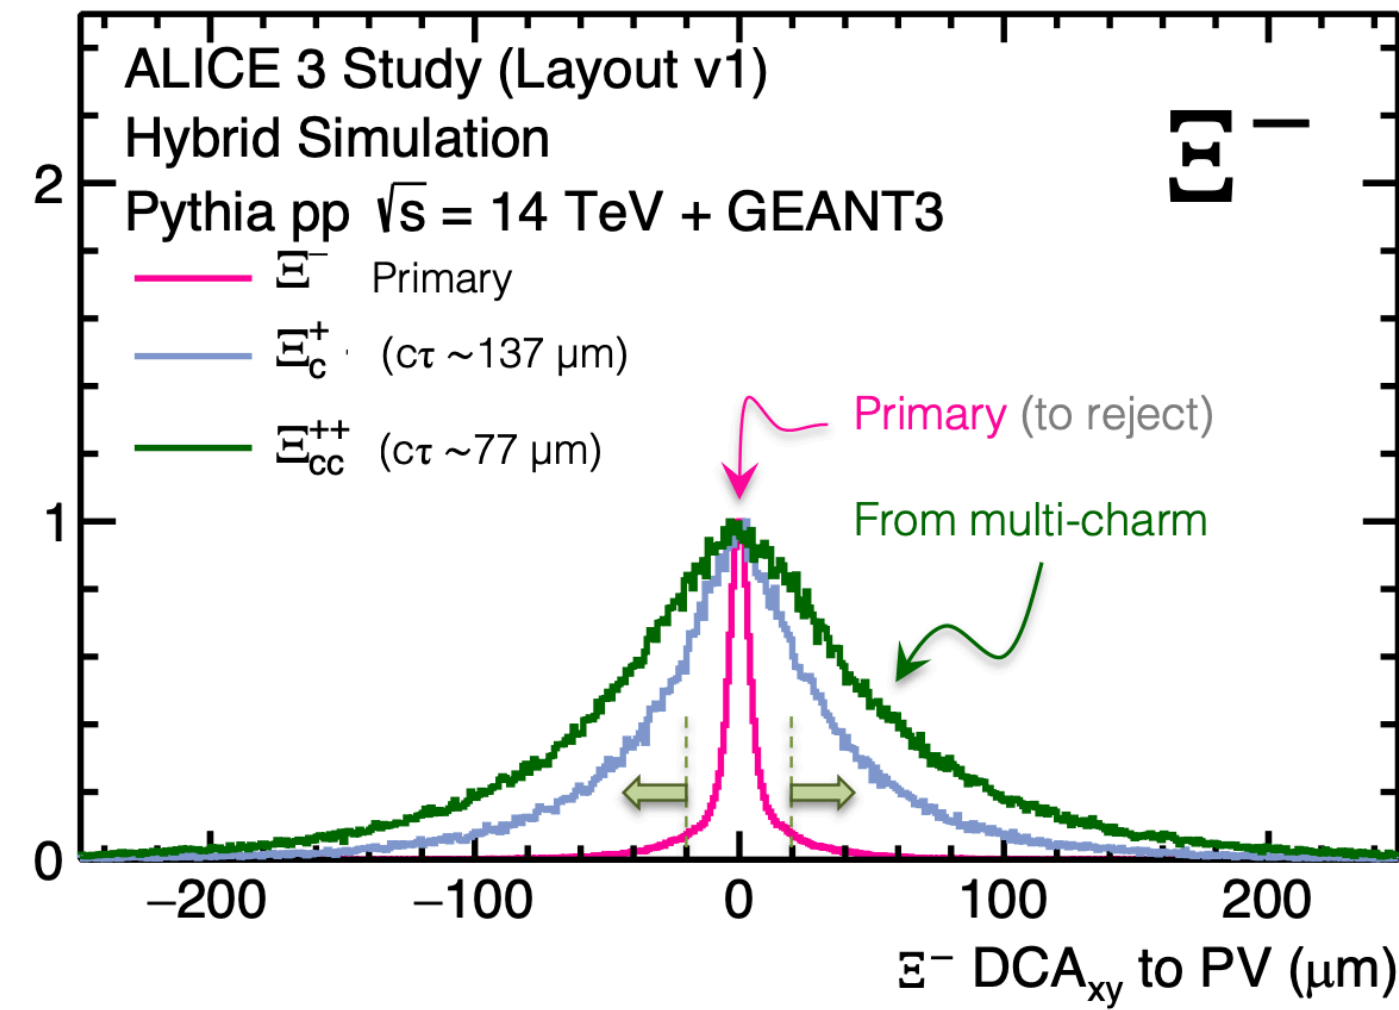 ALICE 3 Study (Layout v1)
Ξ⁻
Hybrid Simulation
Pythia pp √s = 14 TeV + GEANT3
Ξ⁻ Primary
Ξc⁺ (cτ ~137 μm)
Ξcc⁺⁺ (cτ ~77 μm)
Primary (to reject)
From multi-charm
2
1
0
−200 −100 0 100 200
Ξ⁻ DCAxy to PV (μm)